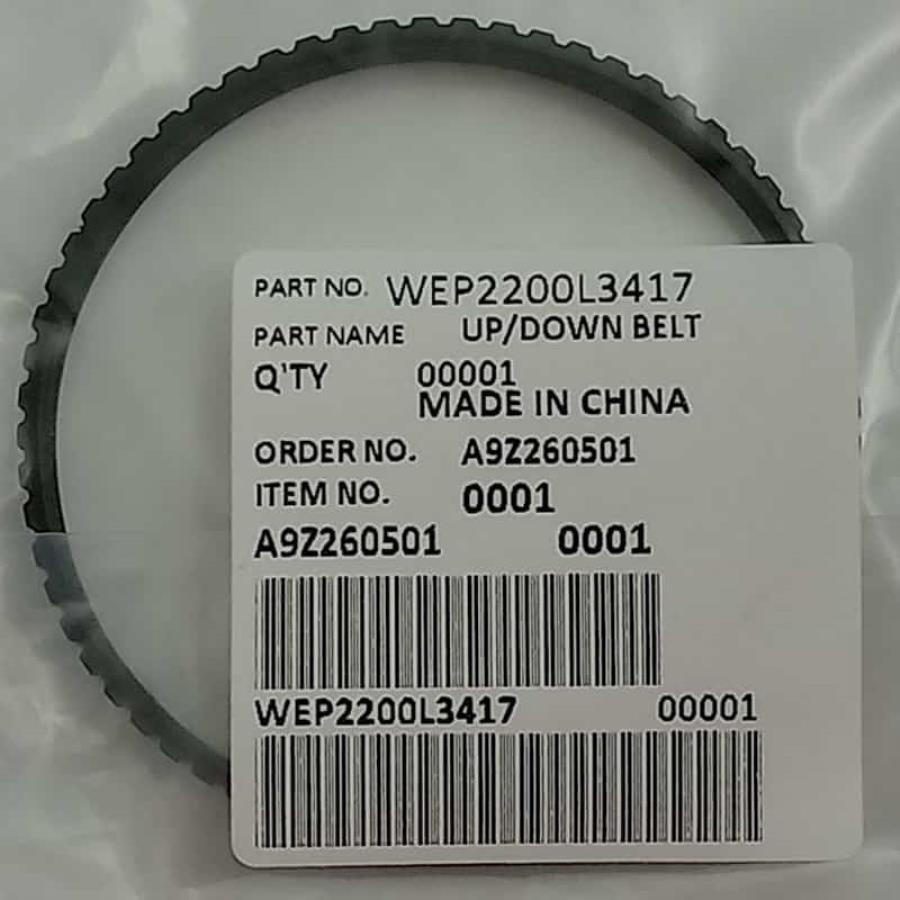 PART NO. WEP2200L3417
PART NAME UP/DOWN BELT
Q'TY 00001
MADE IN CHINA
ORDER NO. A9Z260501
ITEM NO. 0001
A9Z260501 0001
WEP2200L3417 00001